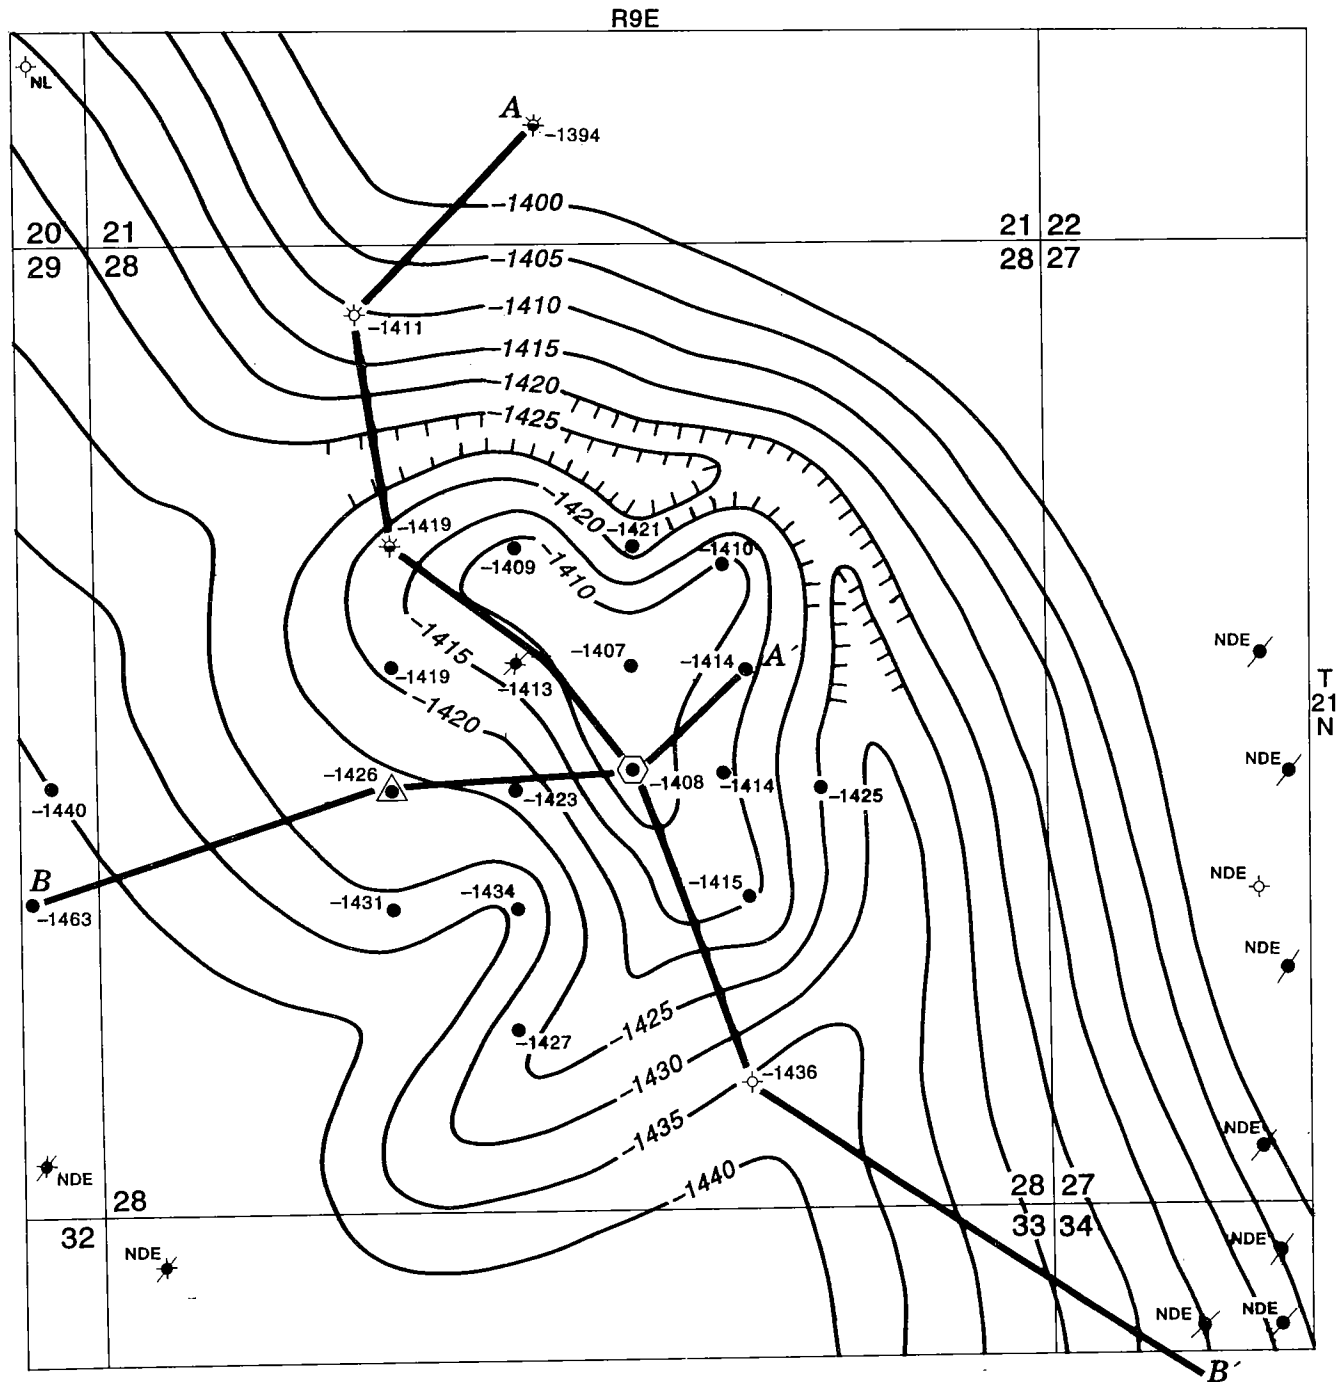 R9E
NL
A
–1394
–1400
20 21
21 22
29 28
28 27
–1405
–1410
–1411
–1415
–1420
–1425
–1420
–1419
–1421
–1410
–1409
–1410
–1415
–1407
–1414
A´
NDE
–1419
–1413
T
21
N
–1420
–1426
–1408
–1414
–1423
–1425
NDE
–1440
B
–1463
–1431
–1434
–1415
NDE
NDE
–1425
–1427
–1430
–1436
–1435
NDE
NDE
–1440
28
28 27
32
33 34
NDE
NDE
NDE
NDE
B´